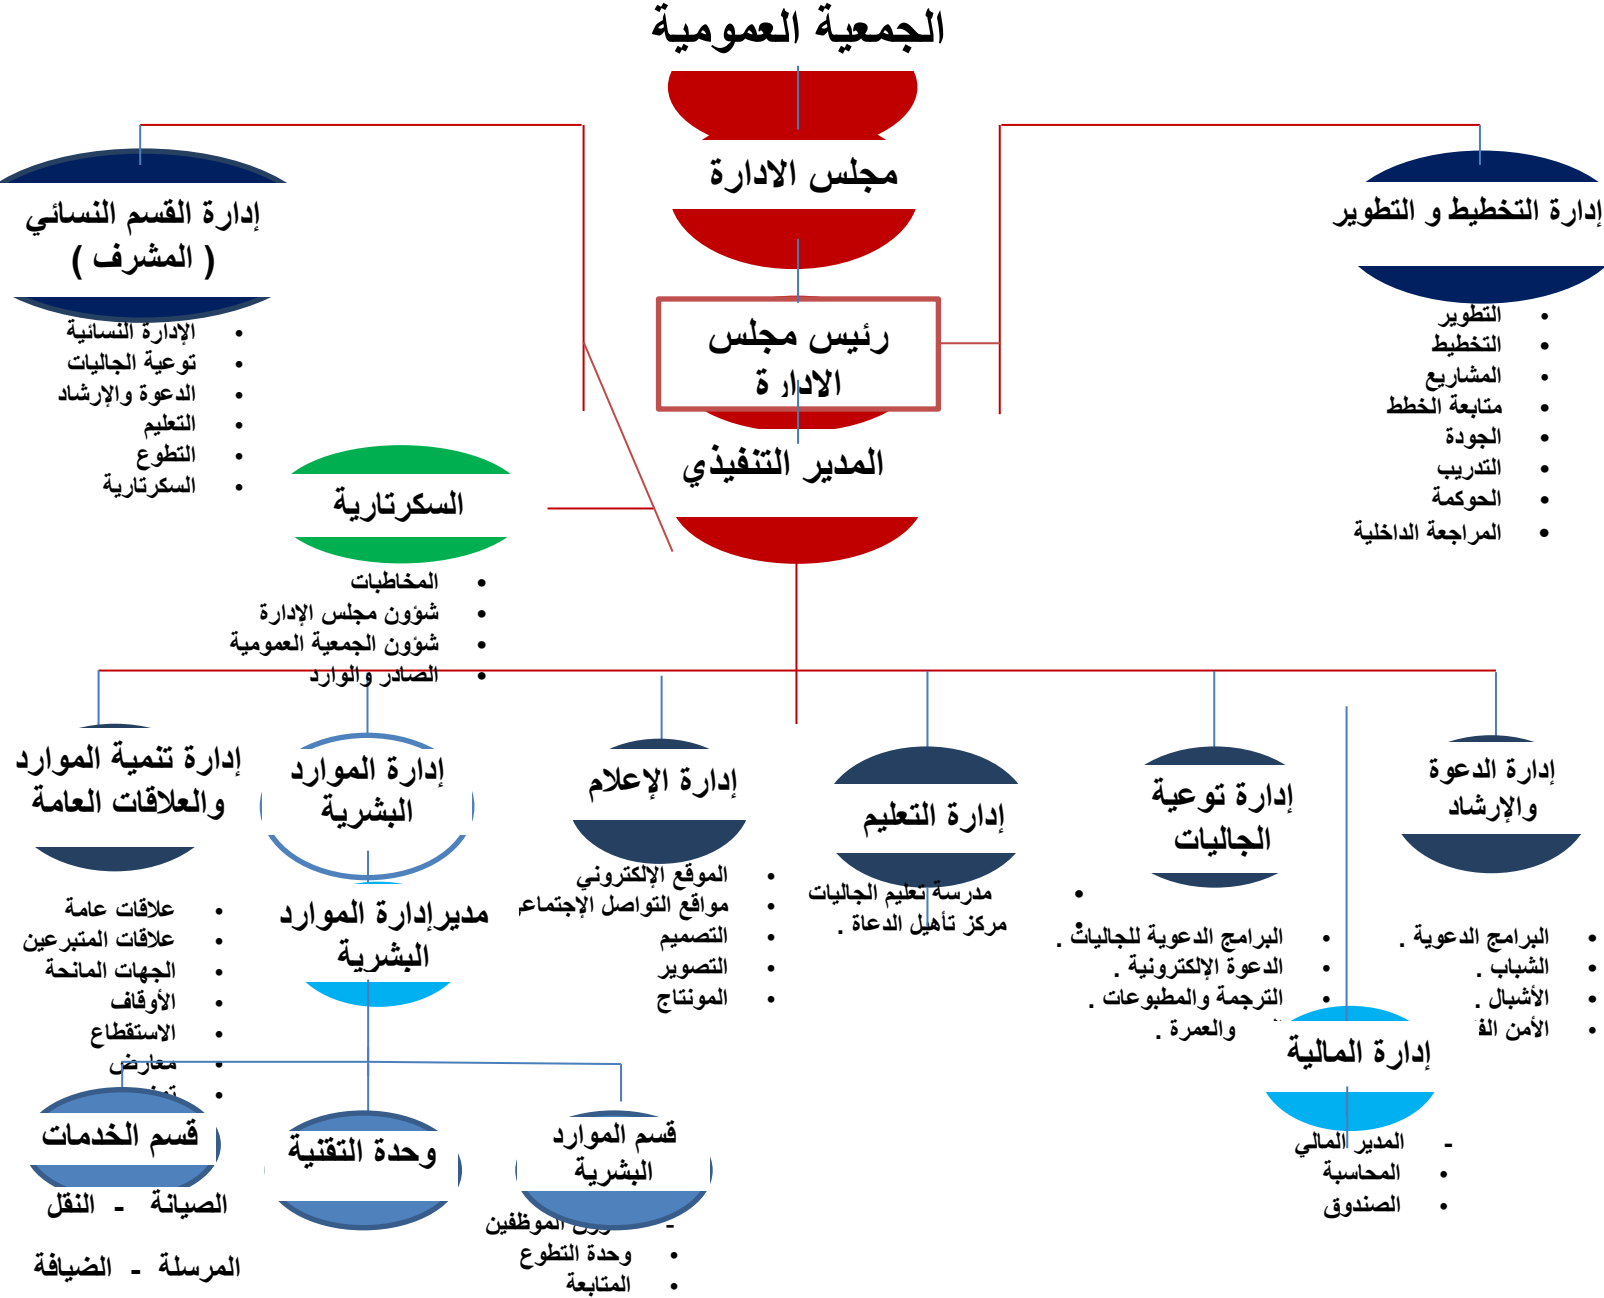 الجمعية العمومية
مجلس الادارة
رئيس مجلس
الادارة
المدير التنفيذي
إدارة التخطيط و التطوير
• التطوير
• التخطيط
• المشاريع
• متابعة الخطط
• الجودة
• التدريب
• الحوكمة
• المراجعة الداخلية
إدارة القسم النسائي
( المشرف )
• الإدارة النسائية
• توعية الجاليات
• الدعوة والإرشاد
• التعليم
• التطوع
• السكرتارية
السكرتارية
• المخاطبات
• شؤون مجلس الإدارة
• شؤون الجمعية العمومية
• الصادر والوارد
إدارة الدعوة
والإرشاد
• البرامج الدعوية .
• الشباب .
• الأشبال .
• الأمن
إدارة توعية
الجاليات
• البرامج الدعوية للجاليات .
• الدعوة الإلكترونية .
• الترجمة والمطبوعات .
والعمرة .
إدارة المالية
- المدير المالي
• المحاسبة
• الصندوق
إدارة التعليم
• مدرسة تعليم الجاليات
• مركز تأهيل الدعاة .
إدارة الإعلام
• الموقع الإلكتروني
• مواقع التواصل
• التصميم
• التصوير
• المونتاج
إدارة الموارد
البشرية
مديرإدارة الموارد
البشرية
إدارة تنمية الموارد
والعلاقات العامة
• علاقات عامة
• علاقات المتبرعين
• الجهات المانحة
• الأوقاف
• الاستقطاع
• معارض
قسم الموارد
البشرية
- الموظفين
• وحدة التطوع
• المتابعة
وحدة التقنية
قسم الخدمات
الصيانة - النقل
المرسلة - الضيافة